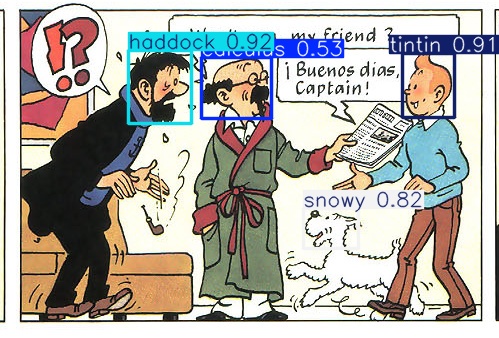 !?
my friend ?
haddock 0.92
calculus 0.53
tintin 0.91
¡ Buenos dias,
Captain!
snowy 0.82